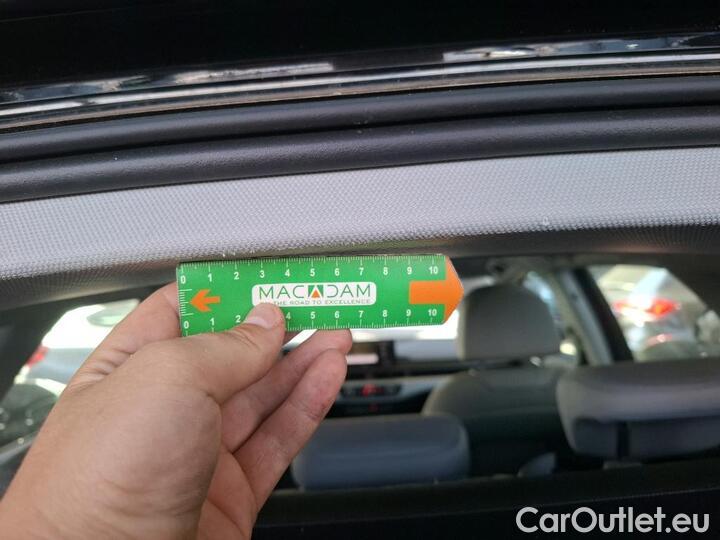 0 1 2 3 4 5 6 7 8 9 10
MACADAM
THE ROAD TO EXCELLENCE
0 1 2 4 5 6 7 8 9 10
CarOutlet.eu